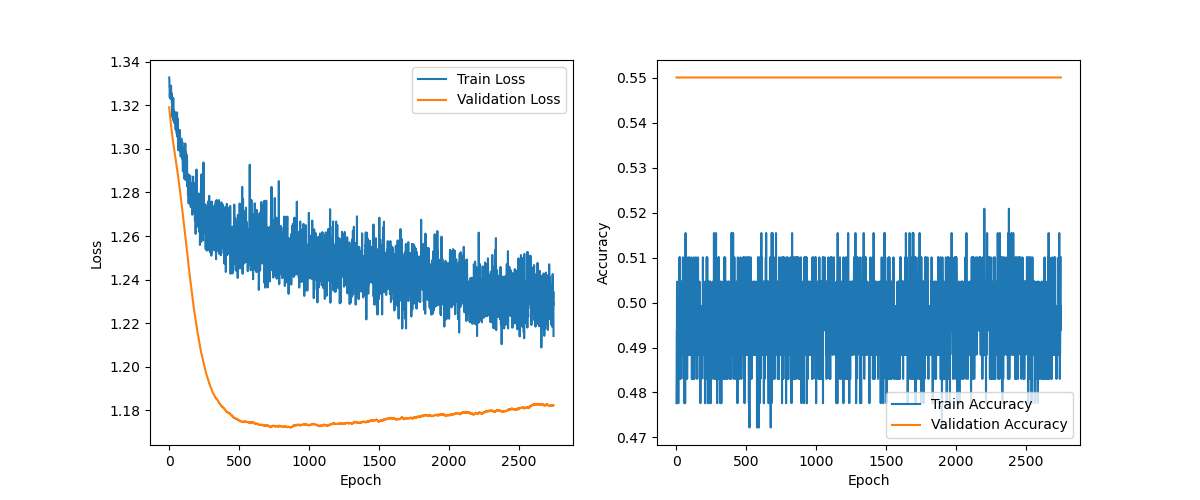 1.34
1.32
1.30
1.28
1.26
1.24
1.22
1.20
1.18
Loss
Train Loss
Validation Loss
0 500 1000 1500 2000 2500
Epoch
0.55
0.54
0.53
0.52
0.51
0.50
0.49
0.48
0.47
Accuracy
Train Accuracy
Validation Accuracy
0 500 1000 1500 2000 2500
Epoch